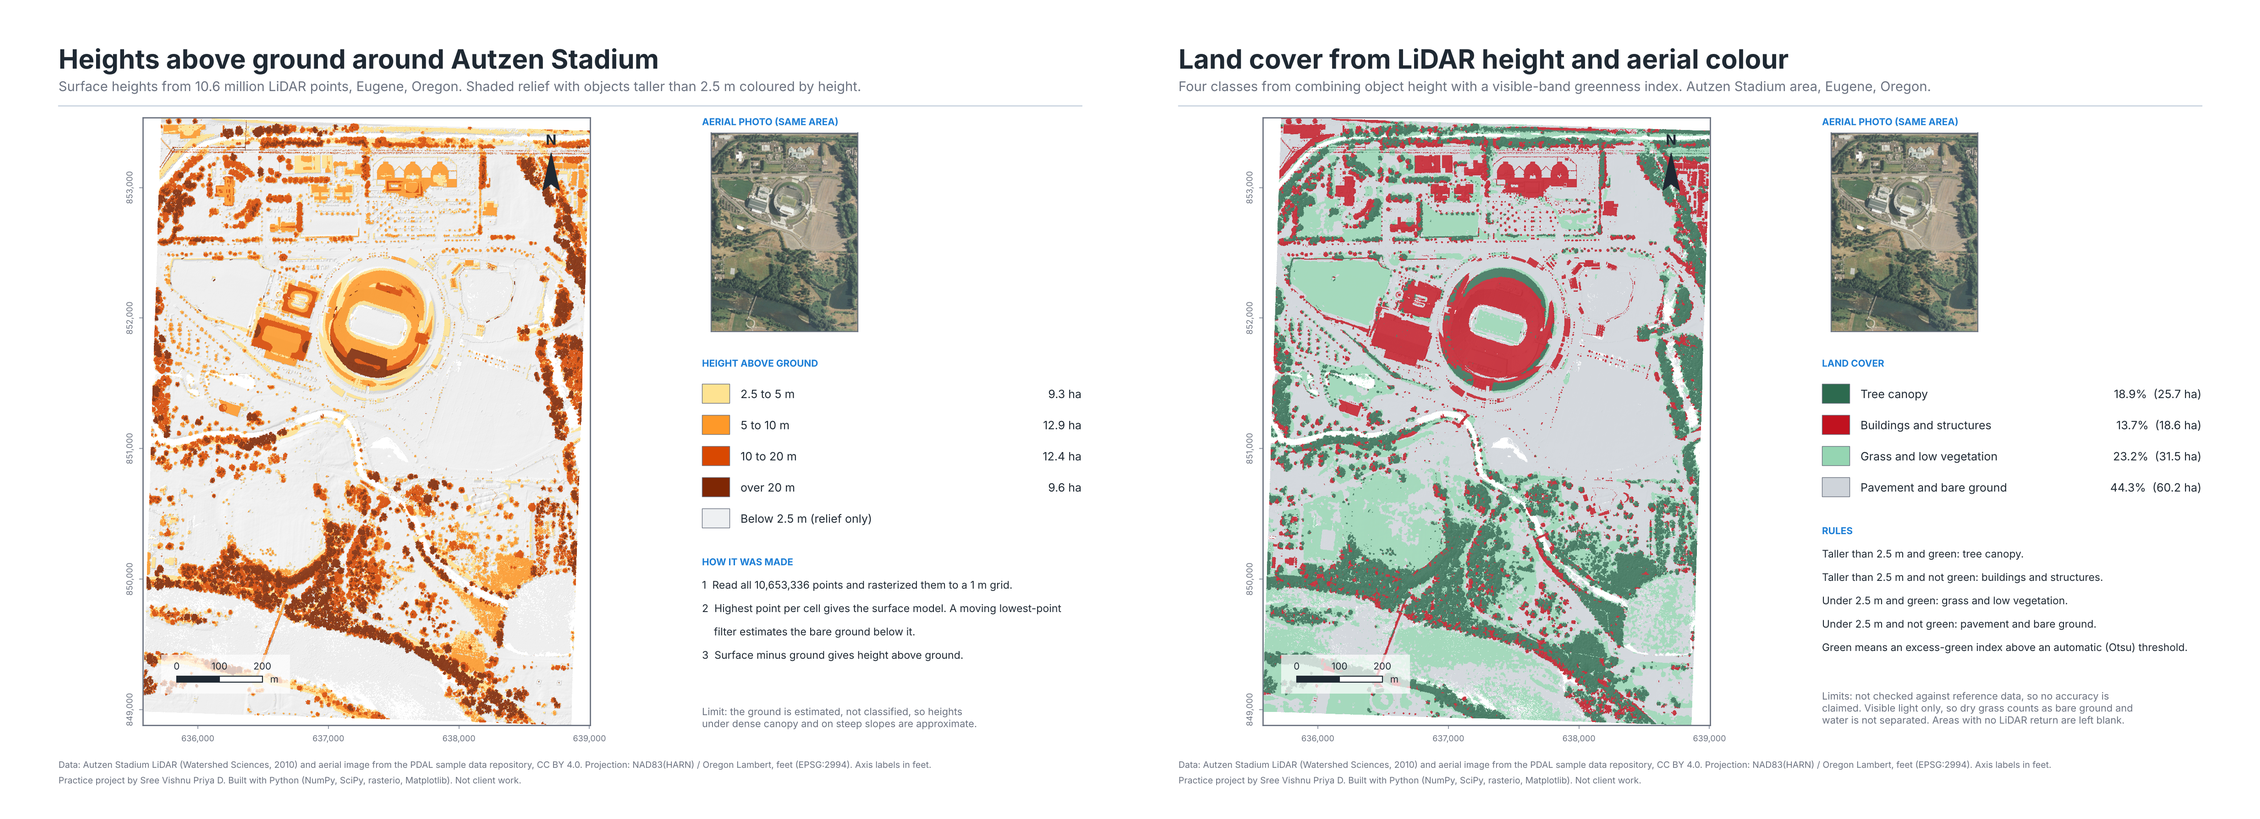 Heights above ground around Autzen Stadium
Surface heights from 10.6 million LiDAR points, Eugene, Oregon. Shaded relief with objects taller than 2.5 m coloured by height.
N
853,000
852,000
851,000
850,000
849,000
0 100 200
m
636,000 637,000 638,000 639,000
AERIAL PHOTO (SAME AREA)
HEIGHT ABOVE GROUND
2.5 to 5 m 9.3 ha
5 to 10 m 12.9 ha
10 to 20 m 12.4 ha
over 20 m 9.6 ha
Below 2.5 m (relief only)
HOW IT WAS MADE
1 Read all 10,653,336 points and rasterized them to a 1 m grid.
2 Highest point per cell gives the surface model. A moving lowest-point
filter estimates the bare ground below it.
3 Surface minus ground gives height above ground.
Limit: the ground is estimated, not classified, so heights
under dense canopy and on steep slopes are approximate.
Data: Autzen Stadium LiDAR (Watershed Sciences, 2010) and aerial image from the PDAL sample data repository, CC BY 4.0. Projection: NAD83(HARN) / Oregon Lambert, feet (EPSG:2994). Axis labels in feet.
Practice project by Sree Vishnu Priya D. Built with Python (NumPy, SciPy, rasterio, Matplotlib). Not client work.
Land cover from LiDAR height and aerial colour
Four classes from combining object height with a visible-band greenness index. Autzen Stadium area, Eugene, Oregon.
N
853,000
852,000
851,000
850,000
849,000
0 100 200
m
636,000 637,000 638,000 639,000
AERIAL PHOTO (SAME AREA)
LAND COVER
Tree canopy 18.9% (25.7 ha)
Buildings and structures 13.7% (18.6 ha)
Grass and low vegetation 23.2% (31.5 ha)
Pavement and bare ground 44.3% (60.2 ha)
RULES
Taller than 2.5 m and green: tree canopy.
Taller than 2.5 m and not green: buildings and structures.
Under 2.5 m and green: grass and low vegetation.
Under 2.5 m and not green: pavement and bare ground.
Green means an excess-green index above an automatic (Otsu) threshold.
Limits: not checked against reference data, so no accuracy is
claimed. Visible light only, so dry grass counts as bare ground and
water is not separated. Areas with no LiDAR return are left blank.
Data: Autzen Stadium LiDAR (Watershed Sciences, 2010) and aerial image from the PDAL sample data repository, CC BY 4.0. Projection: NAD83(HARN) / Oregon Lambert, feet (EPSG:2994). Axis labels in feet.
Practice project by Sree Vishnu Priya D. Built with Python (NumPy, SciPy, rasterio, Matplotlib). Not client work.